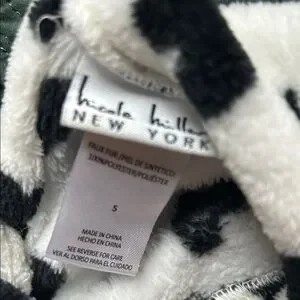 nicole miller
NEW YORK
FAUX FUR/PIEL DE SINTETICO
100%POLYESTER/POLIÉSTER
S
MADE IN CHINA
HECHO EN CHINA
SEE REVERSE FOR CARE
VER AL DORSO PARA EL CUIDADO